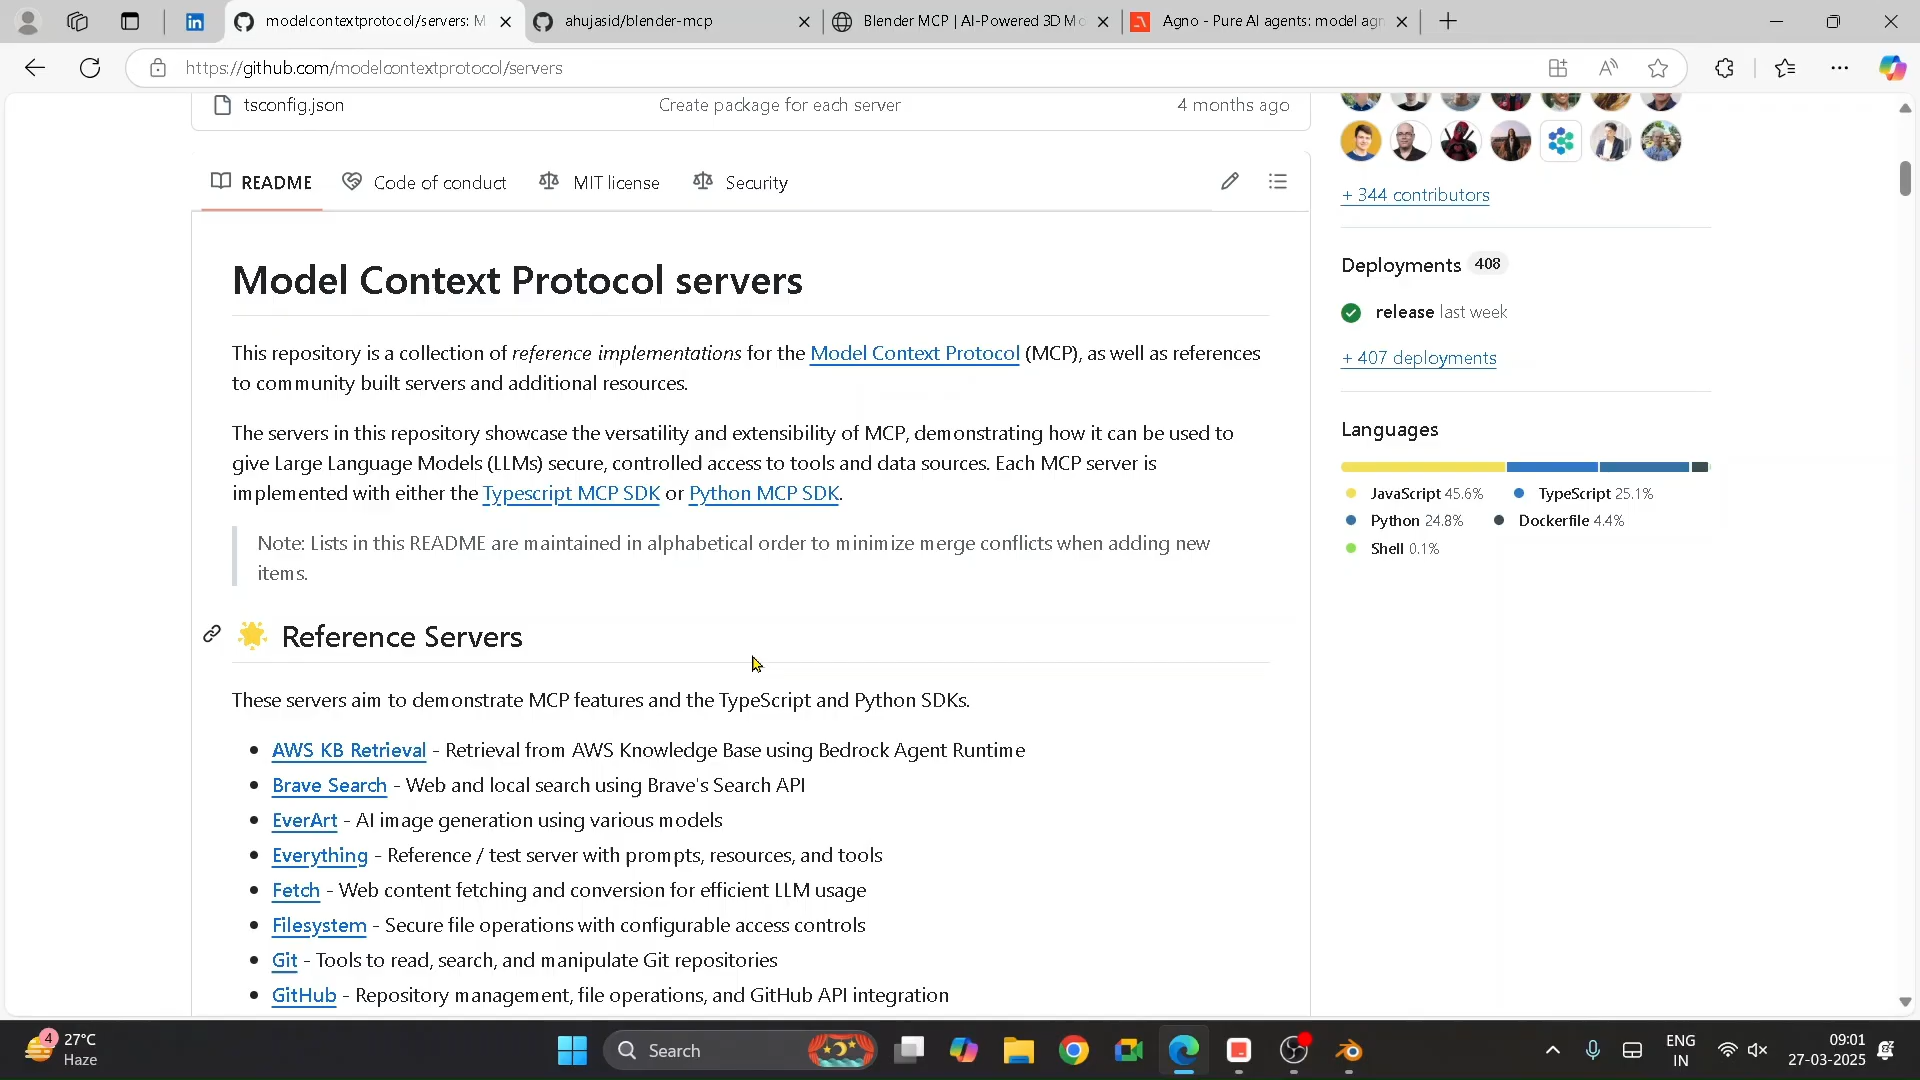 modelcontextprotocol/servers: M
ahujasid/blender-mcp
Blender MCP | AI-Powered 3D Mo
Agno - Pure AI agents: model agn
https://github.com/modelcontextprotocol/servers
tsconfig.json
Create package for each server
4 months ago
README
Code of conduct
MIT license
Security
+ 344 contributors
Model Context Protocol servers
Deployments 408
release last week
This repository is a collection of reference implementations for the Model Context Protocol (MCP), as well as references
to community built servers and additional resources.
+ 407 deployments
The servers in this repository showcase the versatility and extensibility of MCP, demonstrating how it can be used to
give Large Language Models (LLMs) secure, controlled access to tools and data sources. Each MCP server is
implemented with either the Typescript MCP SDK or Python MCP SDK.
Languages
JavaScript 45.6%
TypeScript 25.1%
Python 24.8%
Dockerfile 4.4%
Shell 0.1%
Note: Lists in this README are maintained in alphabetical order to minimize merge conflicts when adding new
items.
Reference Servers
These servers aim to demonstrate MCP features and the TypeScript and Python SDKs.
AWS KB Retrieval - Retrieval from AWS Knowledge Base using Bedrock Agent Runtime
Brave Search - Web and local search using Brave's Search API
EverArt - AI image generation using various models
Everything - Reference / test server with prompts, resources, and tools
Fetch - Web content fetching and conversion for efficient LLM usage
Filesystem - Secure file operations with configurable access controls
Git - Tools to read, search, and manipulate Git repositories
GitHub - Repository management, file operations, and GitHub API integration
4
27°C
Haze
Search
ENG
IN
09:01
27-03-2025